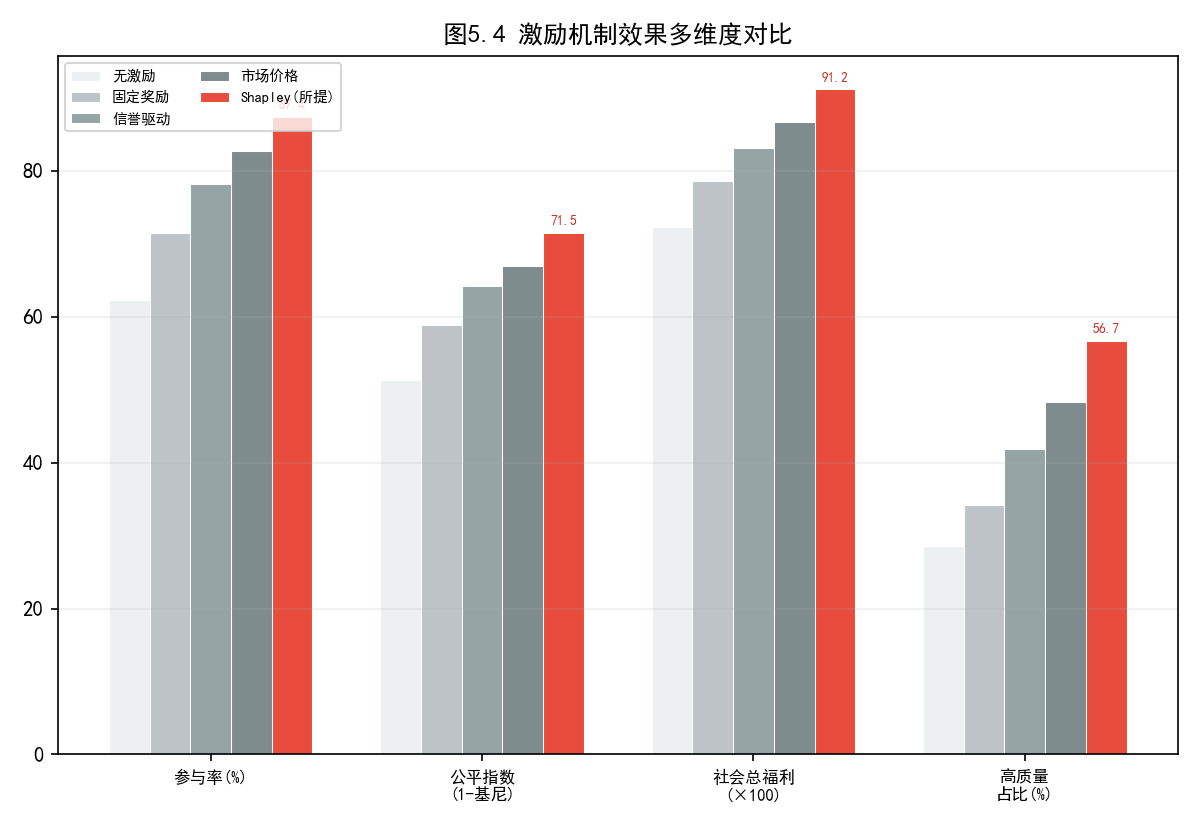 图5.4 激励机制效果多维度对比
无激励
固定奖励
信誉驱动
市场价格
Shapley(所提)
91.2
71.5
56.7
80
60
40
20
0
参与率(%)
公平指数
(1-基尼)
社会总福利
(×100)
高质量
占比(%)